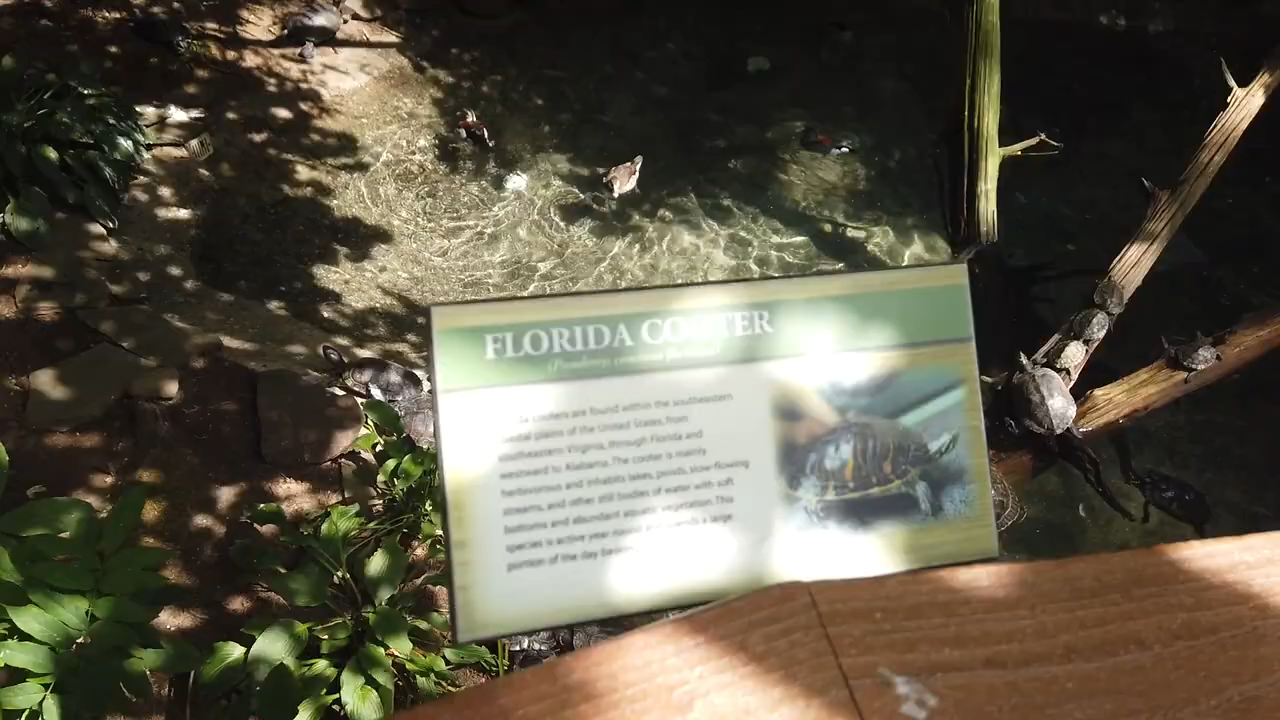 FLORIDA COOTER
cooters are found within the southeastern
plains of the United States, from
southeastern Virginia, through Florida and
westward to Alabama. The cooter is mainly
herbivorous and inhabits lakes, ponds, slow-flowing
streams, and other still bodies of water with soft
bottoms and abundant aquatic vegetation. This
species is active year a large
portion of the day